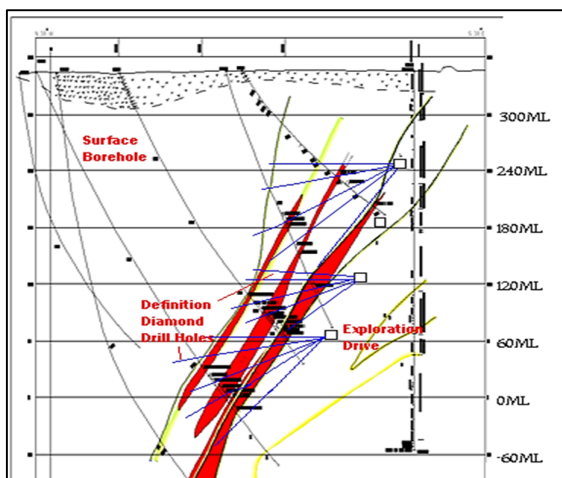 300ML
Surface
Borehole
240ML
180ML
120ML
Definition
Diamond
Drill Holes
Exploration
Drive
60ML
0ML
-60ML